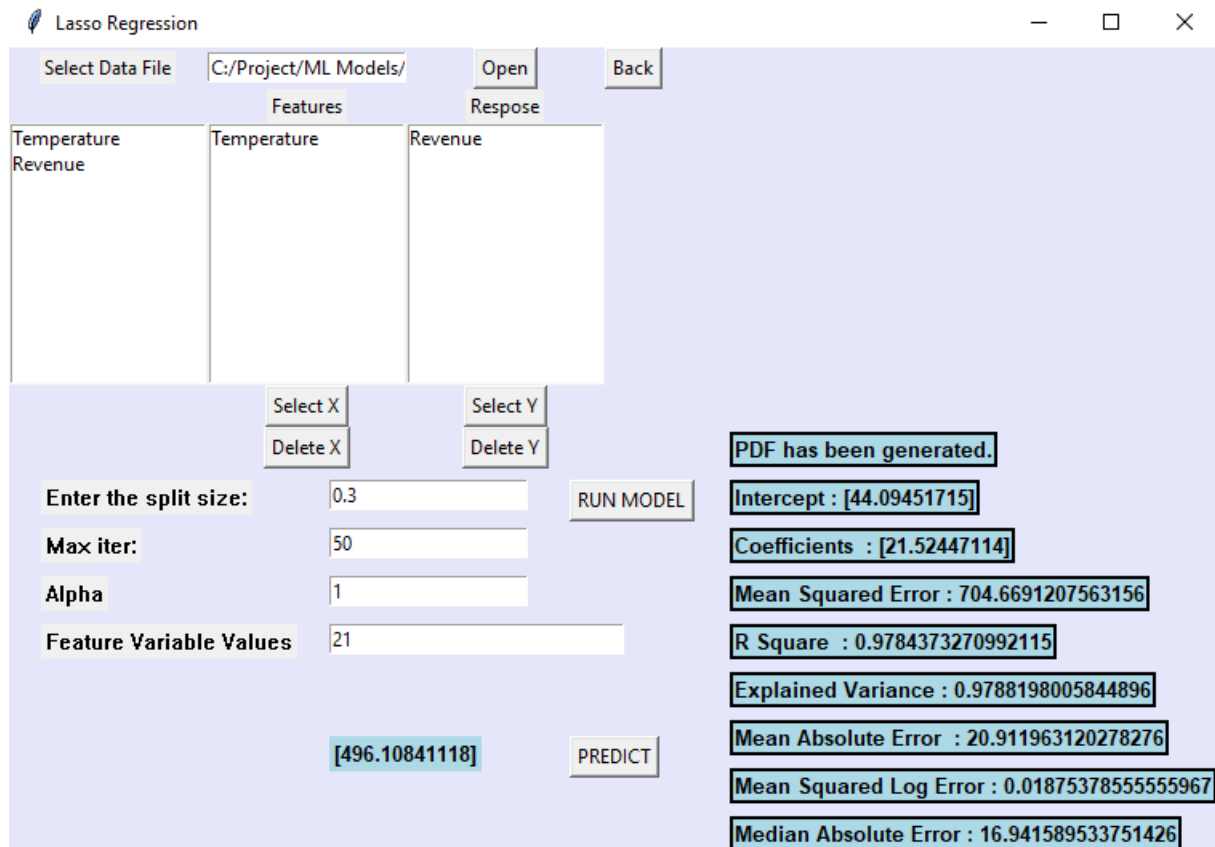 Lasso Regression
Select Data File C:/Project/ML Models/ Open Back
Features Respose
Temperature Temperature Revenue
Revenue
Select X Select Y
Delete X Delete Y PDF has been generated.
Enter the split size: 0.3 RUN MODEL Intercept : [44.09451715]
Max iter: 50 Coefficients : [21.52447114]
Alpha 1 Mean Squared Error : 704.6691207563156
Feature Variable Values 21 R Square : 0.9784373270992115
Explained Variance : 0.9788198005844896
[496.10841118] PREDICT Mean Absolute Error : 20.911963120278276
Mean Squared Log Error : 0.01875378555555967
Median Absolute Error : 16.941589533751426